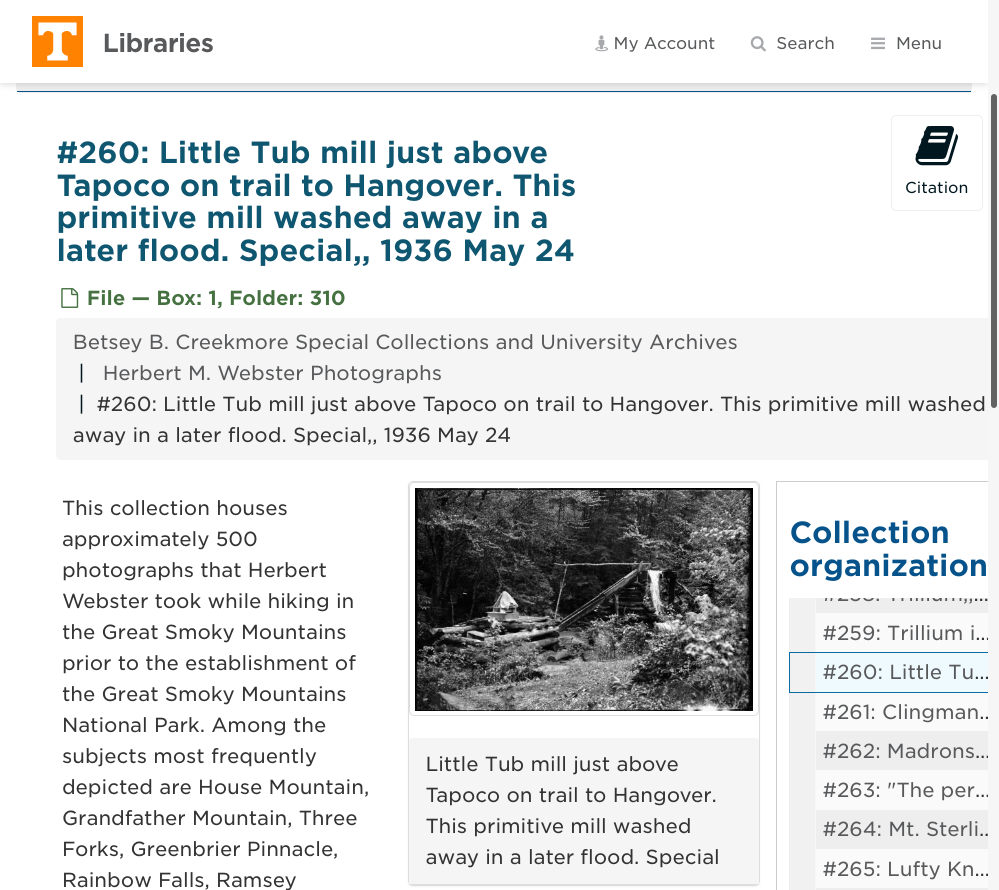 T Libraries My Account Search Menu
#260: Little Tub mill just above
Tapoco on trail to Hangover. This
primitive mill washed away in a
later flood. Special,, 1936 May 24
Citation
File — Box: 1, Folder: 310
Betsey B. Creekmore Special Collections and University Archives
| Herbert M. Webster Photographs
| #260: Little Tub mill just above Tapoco on trail to Hangover. This primitive mill washed
away in a later flood. Special,, 1936 May 24
This collection houses
approximately 500
photographs that Herbert
Webster took while hiking in
the Great Smoky Mountains
prior to the establishment of
the Great Smoky Mountains
National Park. Among the
subjects most frequently
depicted are House Mountain,
Grandfather Mountain, Three
Forks, Greenbrier Pinnacle,
Rainbow Falls, Ramsey
Little Tub mill just above
Tapoco on trail to Hangover.
This primitive mill washed
away in a later flood. Special
Collection
organization
#259: Trillium i...
#260: Little Tu...
#261: Clingman...
#262: Madrons...
#263: "The per...
#264: Mt. Sterli...
#265: Lufty Kn...